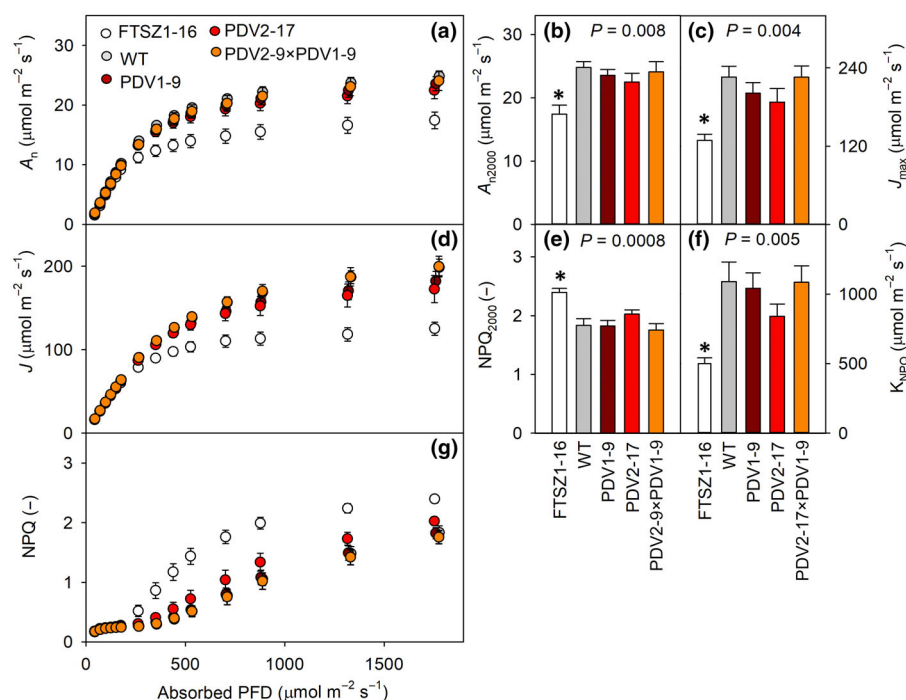 FTSZ1-16
WT
PDV1-9
PDV2-17
PDV2-9×PDV1-9
(a)
30
20
10
0
Aₙ (μmol m⁻² s⁻¹)
(b) P = 0.008
*
30
20
10
0
Aₙ₂₀₀₀ (μmol m⁻² s⁻¹)
(c) P = 0.004
*
240
120
0
Jₘₐₓ (μmol m⁻² s⁻¹)
(d)
200
100
0
J (μmol m⁻² s⁻¹)
(e) P = 0.0008
*
3
2
1
0
NPQ₂₀₀₀ (–)
(f) P = 0.005
*
1000
500
0
K_NPQ (μmol m⁻² s⁻¹)
(g)
3
2
1
0
NPQ (–)
0 500 1000 1500
Absorbed PFD (μmol m⁻² s⁻¹)
FTSZ1-16
WT
PDV1-9
PDV2-17
PDV2-9×PDV1-9
FTSZ1-16
WT
PDV1-9
PDV2-17
PDV2-17×PDV1-9